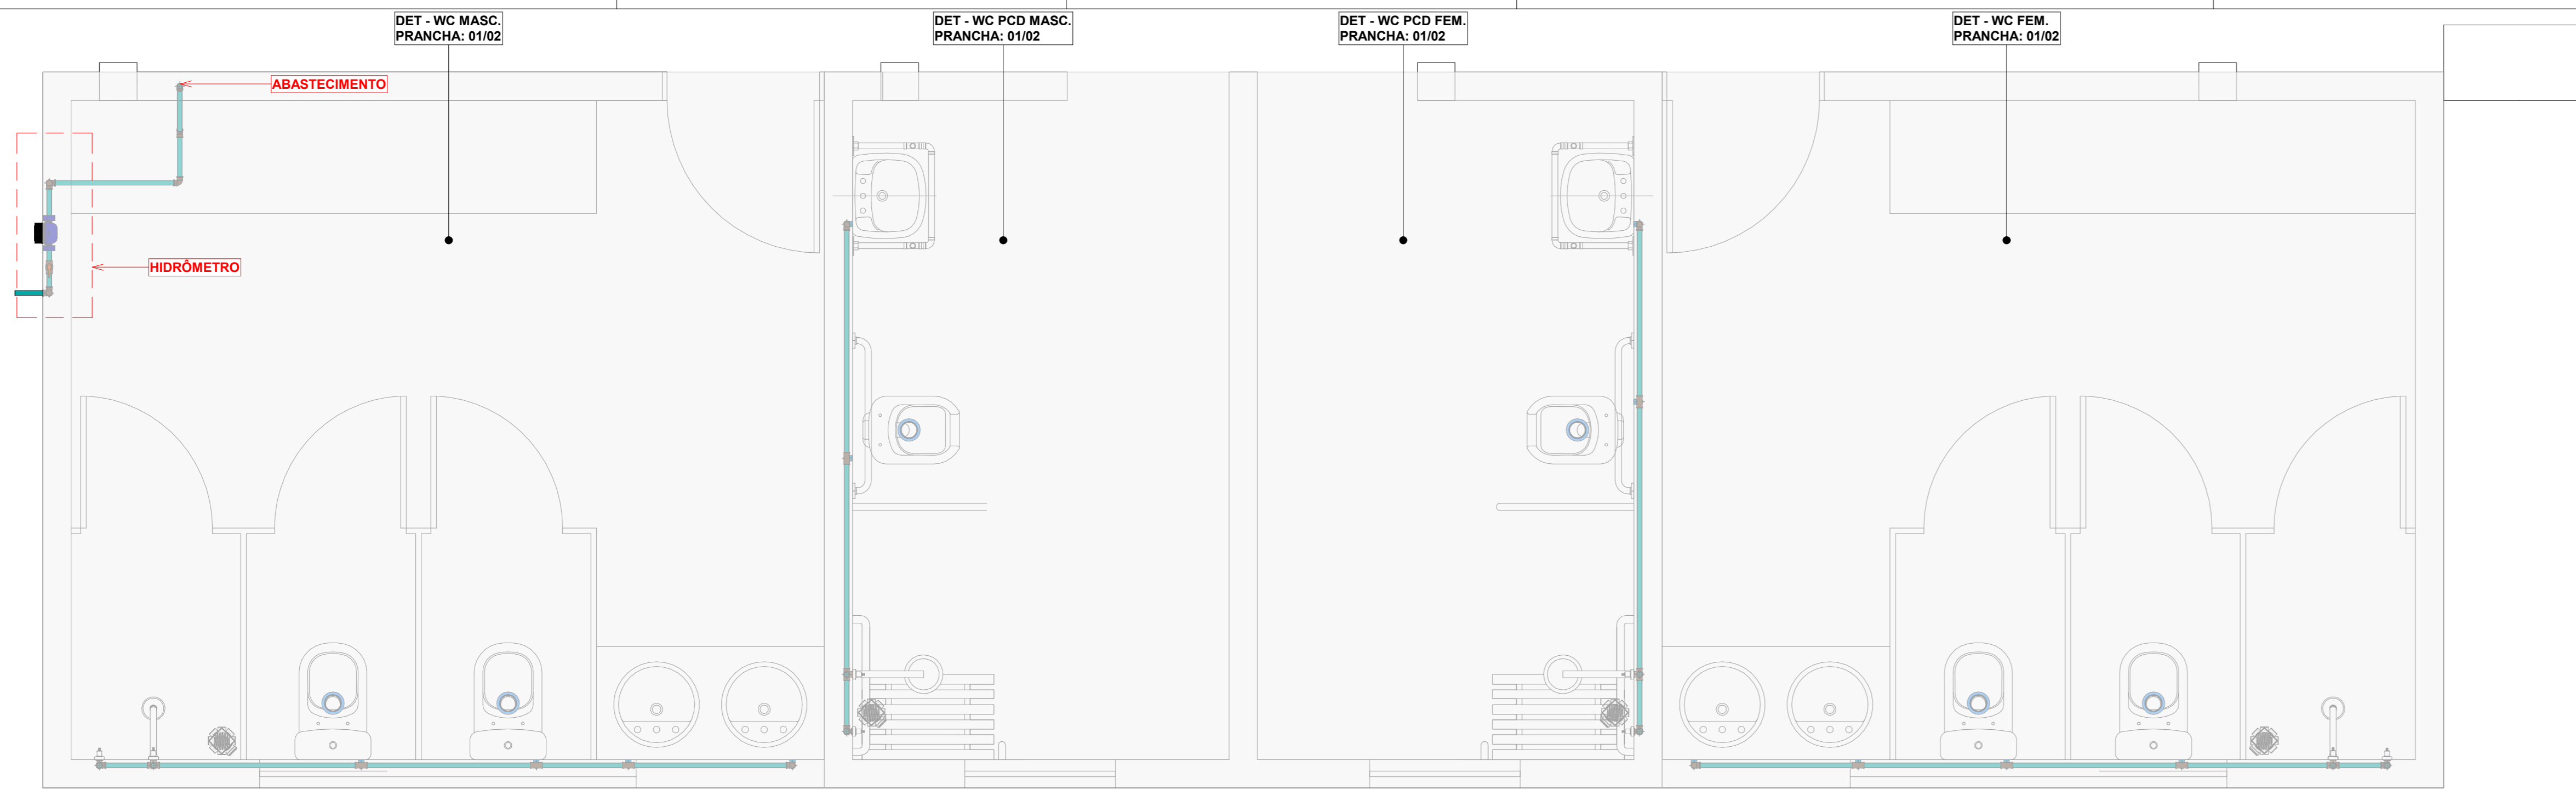 DET - WC MASC.
PRANCHA: 01/02
DET - WC PCD MASC.
PRANCHA: 01/02
DET - WC PCD FEM.
PRANCHA: 01/02
DET - WC FEM.
PRANCHA: 01/02
ABASTECIMENTO
HIDRÔMETRO